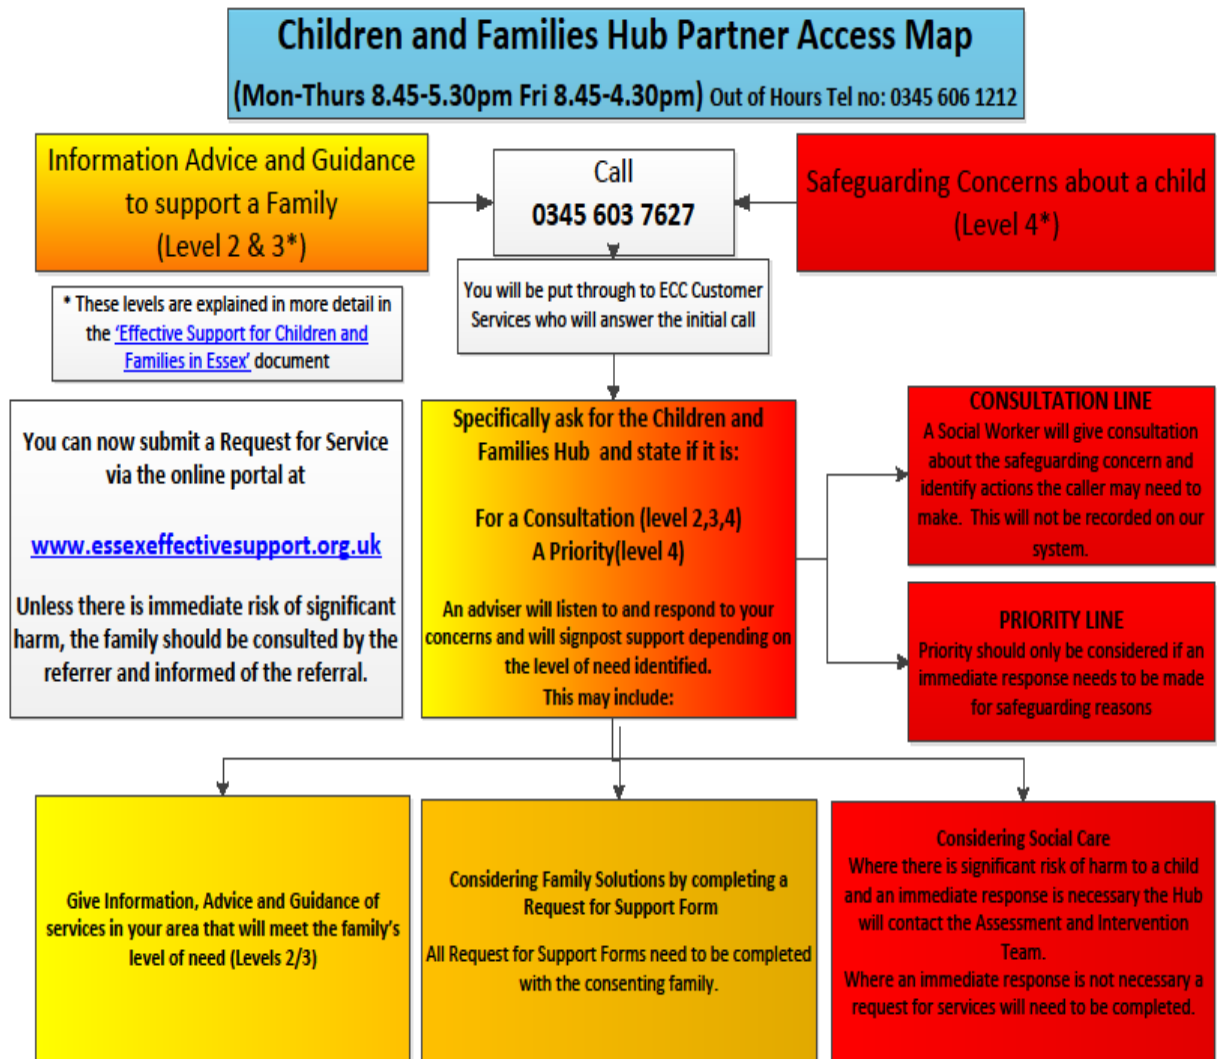 Children and Families Hub Partner Access Map
(Mon-Thurs 8.45-5.30pm Fri 8.45-4.30pm) Out of Hours Tel no: 0345 606 1212
Information Advice and Guidance
to support a Family
(Level 2 & 3*)
Call
0345 603 7627
Safeguarding Concerns about a child
(Level 4*)
* These levels are explained in more detail in
the 'Effective Support for Children and
Families in Essex' document
You will be put through to ECC Customer
Services who will answer the initial call
You can now submit a Request for Service
via the online portal at
www.essexeffectivesupport.org.uk
Unless there is immediate risk of significant
harm, the family should be consulted by the
referrer and informed of the referral.
Specifically ask for the Children and
Families Hub and state if it is:
For a Consultation (level 2,3,4)
A Priority(level 4)
An adviser will listen to and respond to your
concerns and will signpost support depending on
the level of need identified.
This may include:
CONSULTATION LINE
A Social Worker will give consultation
about the safeguarding concern and
identify actions the caller may need to
make. This will not be recorded on our
system.
PRIORITY LINE
Priority should only be considered if an
immediate response needs to be made
for safeguarding reasons
Give Information, Advice and Guidance of
services in your area that will meet the family's
level of need (Levels 2/3)
Considering Family Solutions by completing a
Request for Support Form
All Request for Support Forms need to be completed
with the consenting family.
Considering Social Care
Where there is significant risk of harm to a child
and an immediate response is necessary the Hub
will contact the Assessment and Intervention
Team.
Where an immediate response is not necessary a
request for services will need to be completed.